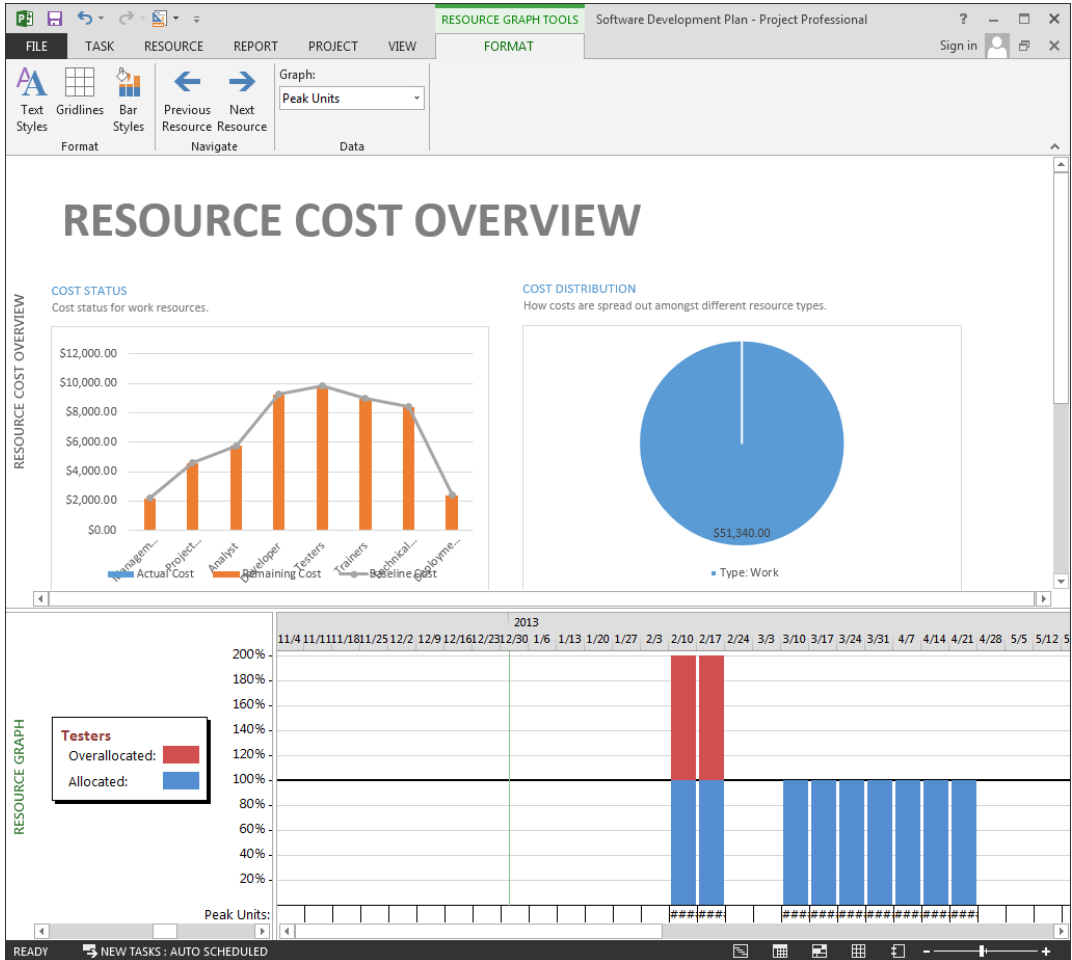 RESOURCE GRAPH TOOLS
Software Development Plan - Project Professional
?
FILE TASK RESOURCE REPORT PROJECT VIEW FORMAT Sign in
Graph:
Peak Units
Text Styles
Gridlines
Bar Styles
Previous Resource
Next Resource
Format Navigate Data
RESOURCE COST OVERVIEW
RESOURCE COST OVERVIEW
COST STATUS
Cost status for work resources.
$12,000.00
$10,000.00
$8,000.00
$6,000.00
$4,000.00
$2,000.00
$0.00
Managem... Project... Analyst Developer Testers Trainers Technical... Deployme...
Actual Cost Remaining Cost Baseline Cost
COST DISTRIBUTION
How costs are spread out amongst different resource types.
$51,340.00
Type: Work
RESOURCE GRAPH
Testers
Overallocated:
Allocated:
2013
11/4 11/11 11/18 11/25 12/2 12/9 12/16 12/23 12/30 1/6 1/13 1/20 1/27 2/3 2/10 2/17 2/24 3/3 3/10 3/17 3/24 3/31 4/7 4/14 4/21 4/28 5/5 5/12 5
200%
180%
160%
140%
120%
100%
80%
60%
40%
20%
Peak Units: ### ### ### ### ### ### ### ### ###
READY NEW TASKS : AUTO SCHEDULED